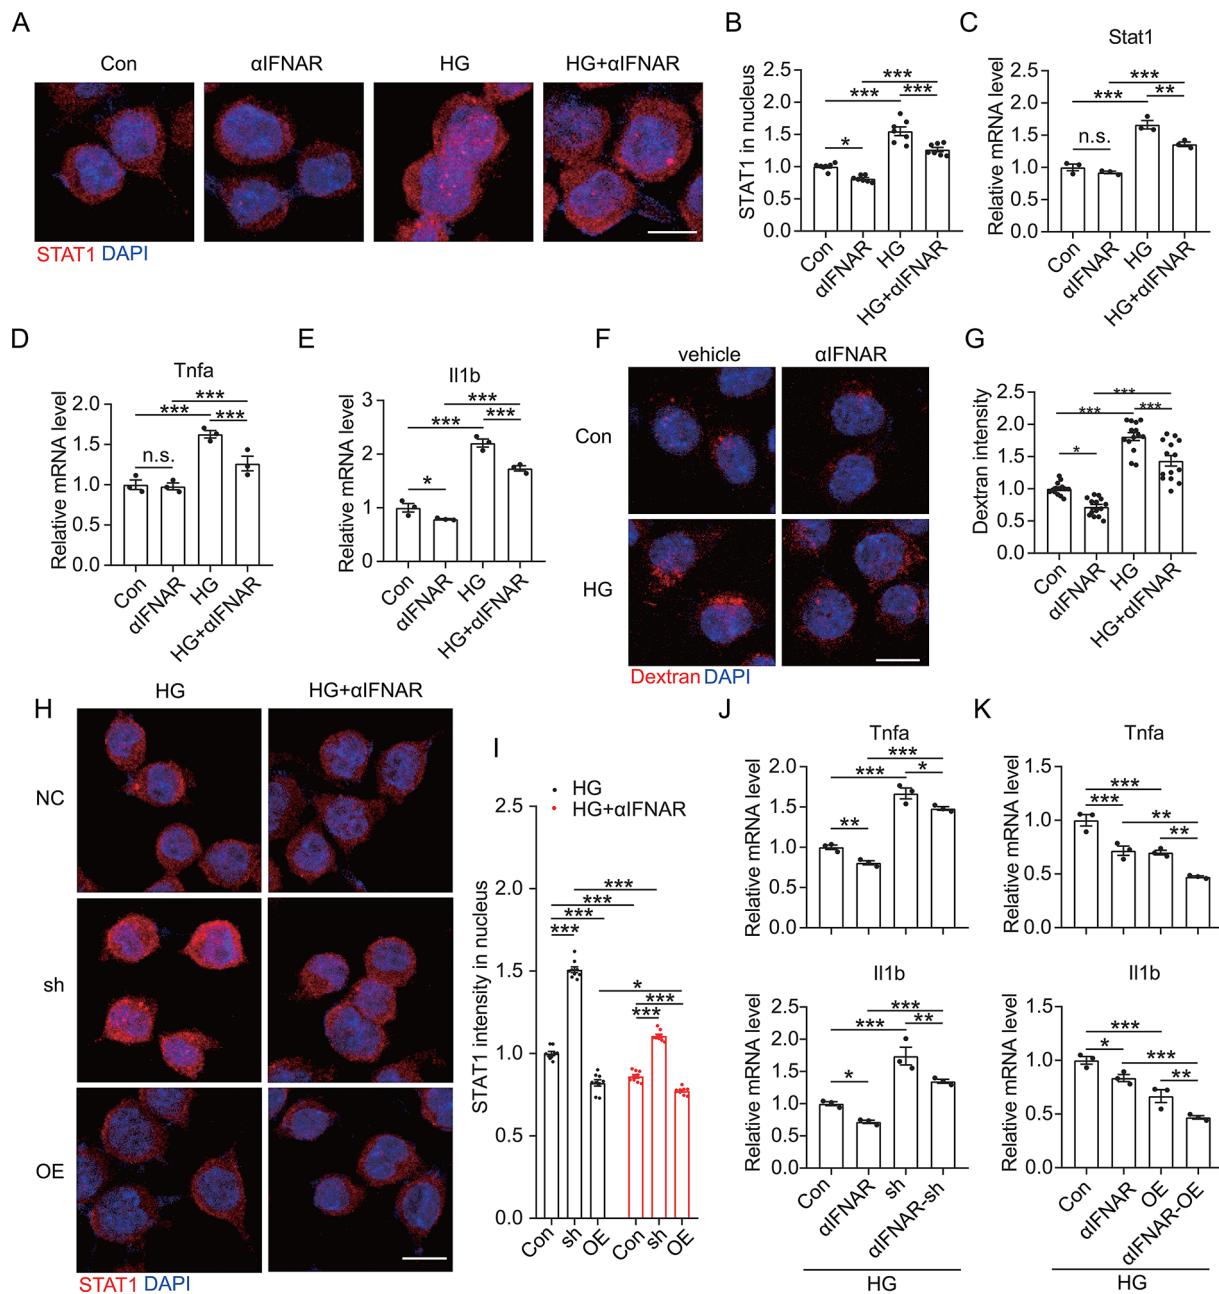 A
Con
αIFNAR
HG
HG+αIFNAR
STAT1 DAPI
B
STAT1 in nucleus
2.5
2.0
1.5
1.0
0.5
0.0
***
*** ***
*
Con
αIFNAR
HG
HG+αIFNAR
C
Stat1
Relative mRNA level
2.5
2.0
1.5
1.0
0.5
0.0
***
*** **
n.s.
Con
αIFNAR
HG
HG+αIFNAR
D
Tnfa
Relative mRNA level
2.0
1.5
1.0
0.5
0.0
***
*** ***
n.s.
Con
αIFNAR
HG
HG+αIFNAR
E
Il1b
Relative mRNA level
3
2
1
0
***
*** ***
*
Con
αIFNAR
HG
HG+αIFNAR
F
vehicle
αIFNAR
Con
HG
Dextran DAPI
G
Dextran intensity
2.5
2.0
1.5
1.0
0.5
0.0
***
*** ***
*
Con
αIFNAR
HG
HG+αIFNAR
H
HG
HG+αIFNAR
NC
sh
OE
STAT1 DAPI
I
HG
HG+αIFNAR
STAT1 intensity in nucleus
2.5
2.0
1.5
1.0
0.5
0.0
***
***
***
***
*
***
***
Con
sh
OE
Con
sh
OE
J
Tnfa
Relative mRNA level
2.0
1.5
1.0
0.5
0.0
***
*** *
**
Il1b
Relative mRNA level
2.5
2.0
1.5
1.0
0.5
0.0
***
*** **
*
Con
αIFNAR
sh
αIFNAR-sh
HG
K
Tnfa
Relative mRNA level
1.5
1.0
0.5
0.0
***
***
**
**
Il1b
Relative mRNA level
1.5
1.0
0.5
0.0
***
*
***
**
Con
αIFNAR
OE
αIFNAR-OE
HG